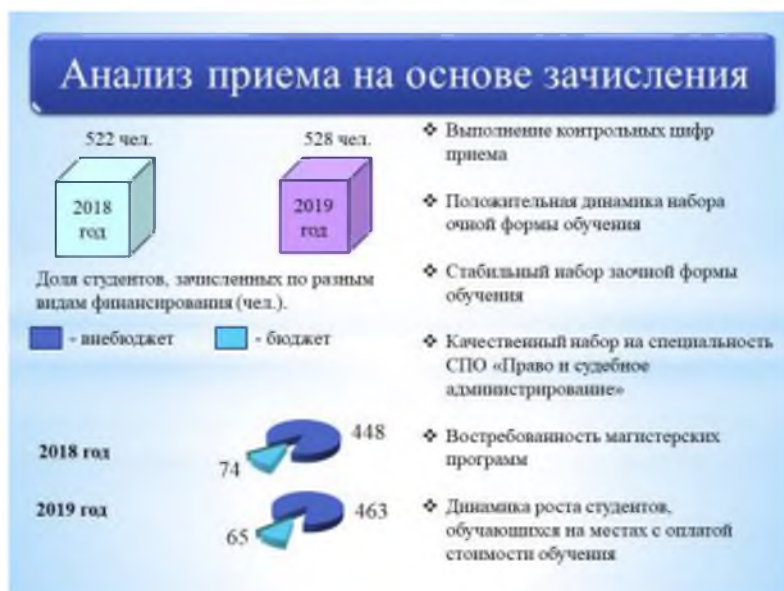 Анализ приема на основе зачисления
522 чел.
528 чел.
2018
год
2019
год
Доля студентов, зачисленных по разным
видам финансирования (чел.).
- внебюджет
- бюджет
2018 год
448
74
2019 год
463
65
❖ Выполнение контрольных цифр
приема
❖ Положительная динамика набора
очной формы обучения
❖ Стабильный набор заочной формы
обучения
❖ Качественный набор на специальность
СПО «Право и судебное
администрирование»
❖ Востребованность магистерских
программ
❖ Динамика роста студентов,
обучающихся на местах с оплатой
стоимости обучения